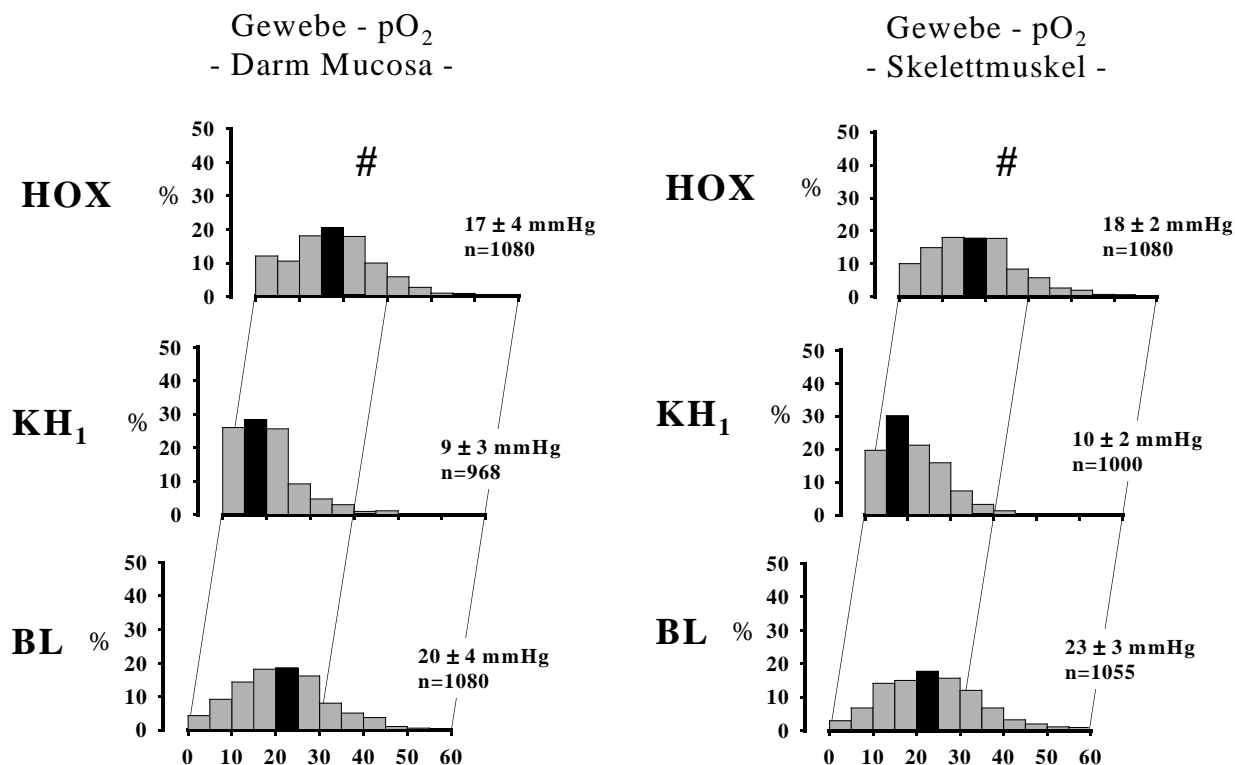 Gewebe - pO₂
- Darm Mucosa -
HOX
%
50
40
30
20
10
0
#
17 ± 4 mmHg
n=1080
KH₁
%
50
40
30
20
10
0
9 ± 3 mmHg
n=968
BL
%
50
40
30
20
10
0
20 ± 4 mmHg
n=1080
0 10 20 30 40 50 60
Gewebe - pO₂
- Skelettmuskel -
HOX
%
50
40
30
20
10
0
#
18 ± 2 mmHg
n=1080
KH₁
%
50
40
30
20
10
0
10 ± 2 mmHg
n=1000
BL
%
50
40
30
20
10
0
23 ± 3 mmHg
n=1055
0 10 20 30 40 50 60